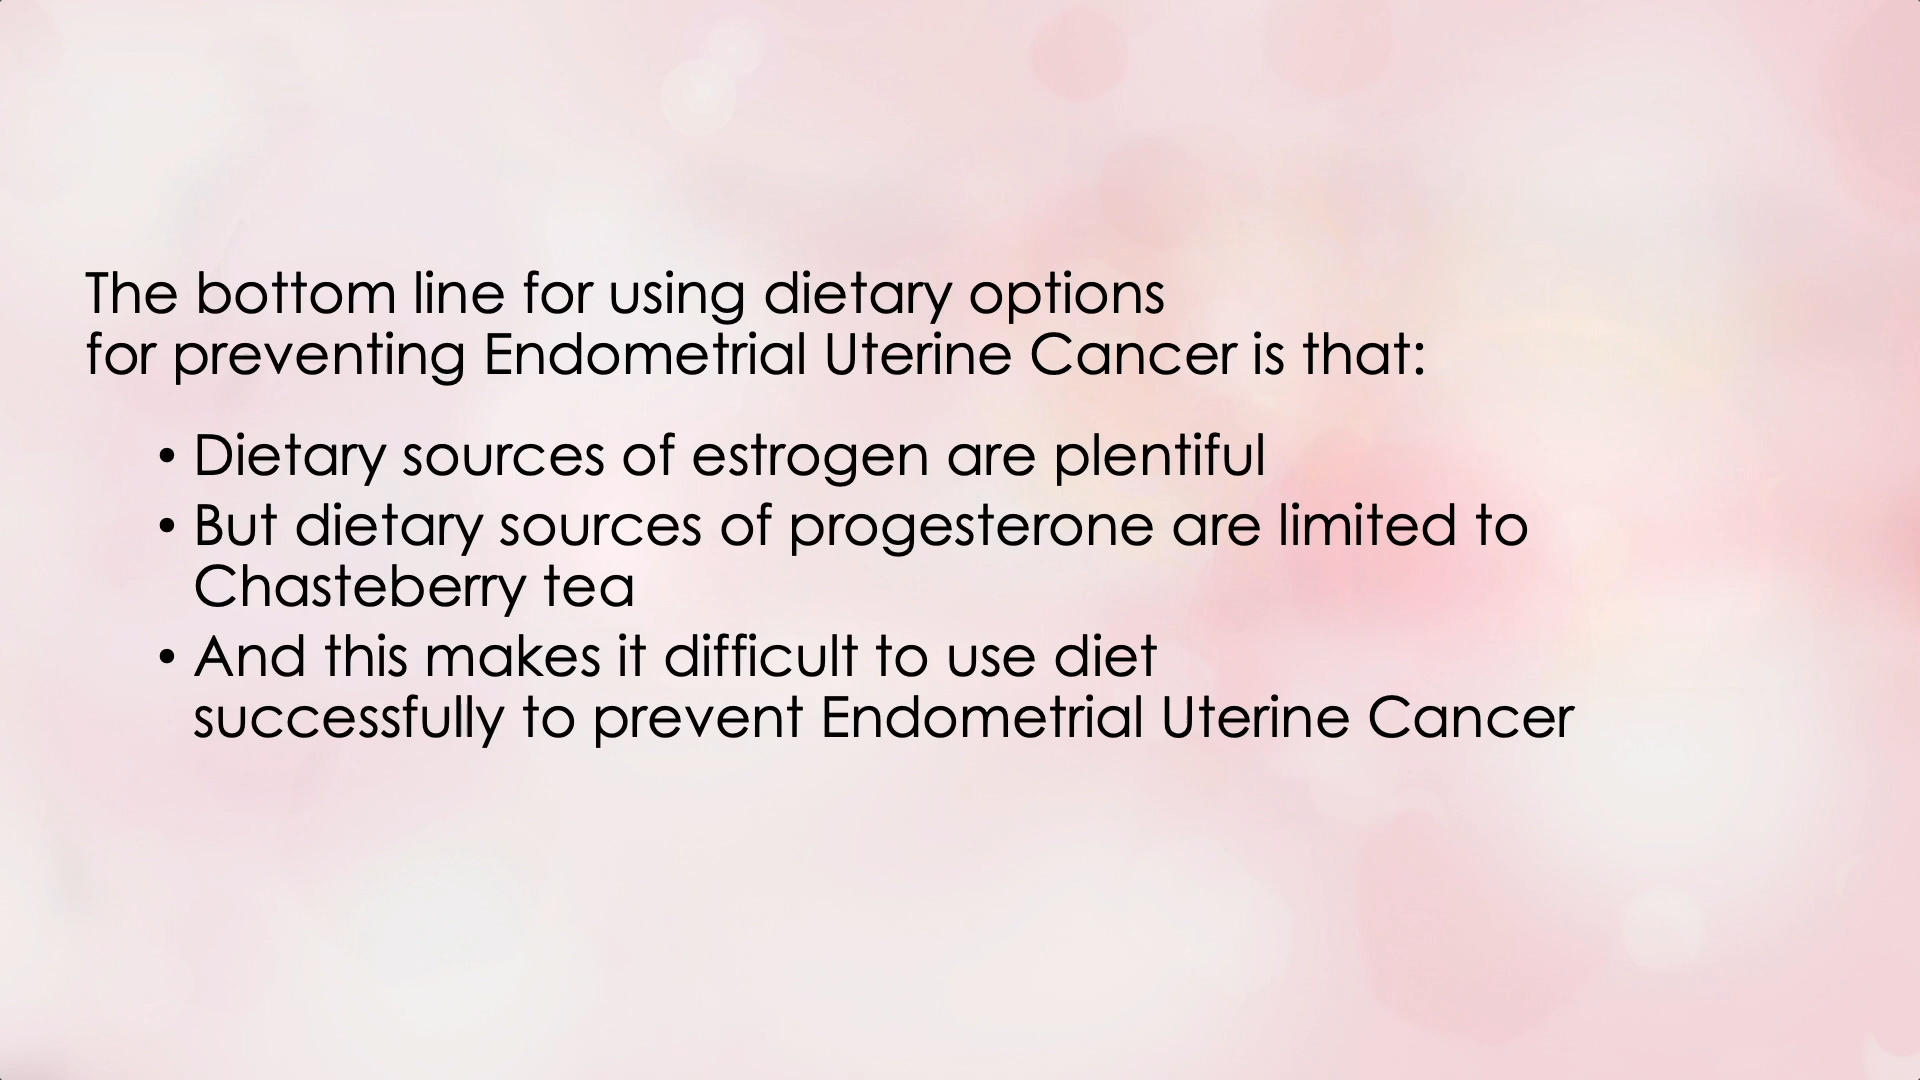 The bottom line for using dietary options
for preventing Endometrial Uterine Cancer is that:
• Dietary sources of estrogen are plentiful
• But dietary sources of progesterone are limited to
Chasteberry tea
• And this makes it difficult to use diet
successfully to prevent Endometrial Uterine Cancer